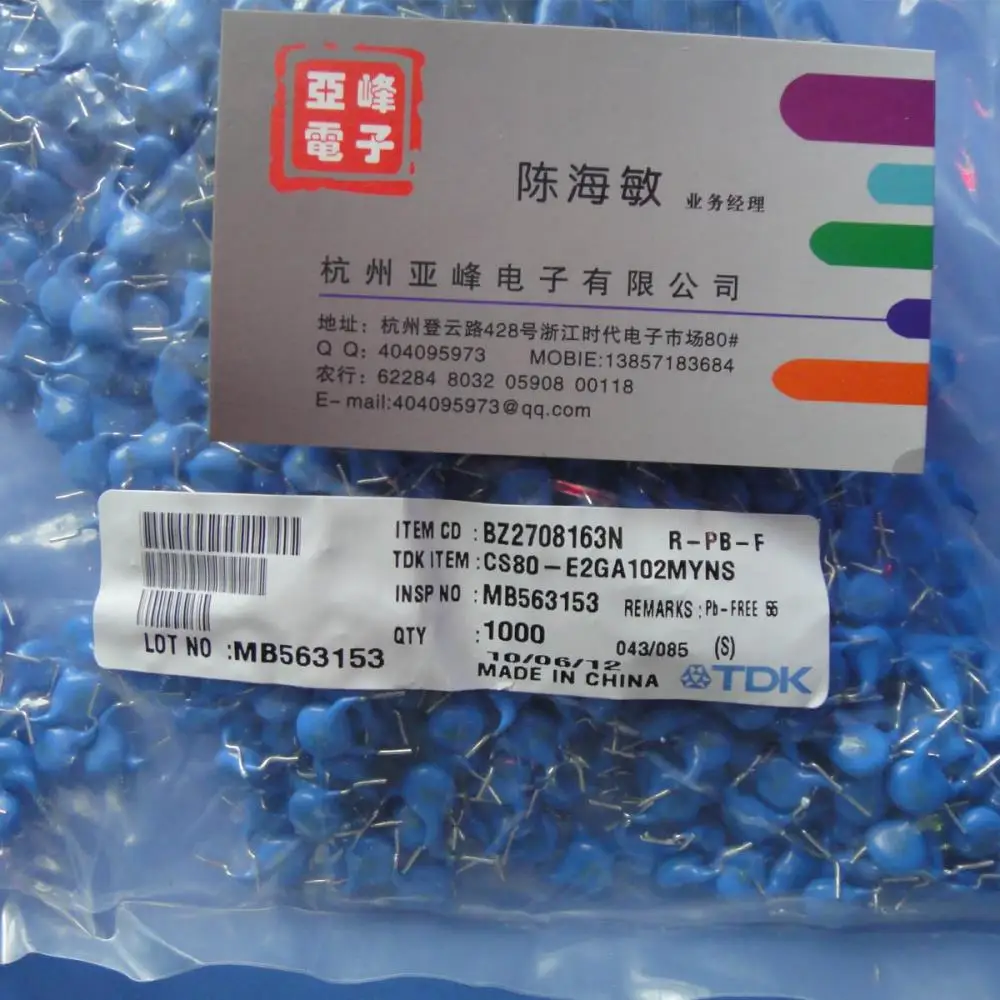 亞峰
電子
陈海敏 业务经理
杭州亚峰电子有限公司
地址：杭州登云路428号浙江时代电子市场80#
Q Q：404095973 MOBIE:13857183684
农行：62284 8032 05908 00118
E-mail:404095973@qq.com
ITEM CD :BZ2708163N R-PB-F
TDK ITEM :CS80-E2GA102MYNS
INSP NO :MB563153 REMARKS :Pb-FREE 55
QTY :1000 043/085 (S)
LOT NO :MB563153
10/06/12
MADE IN CHINA TDK